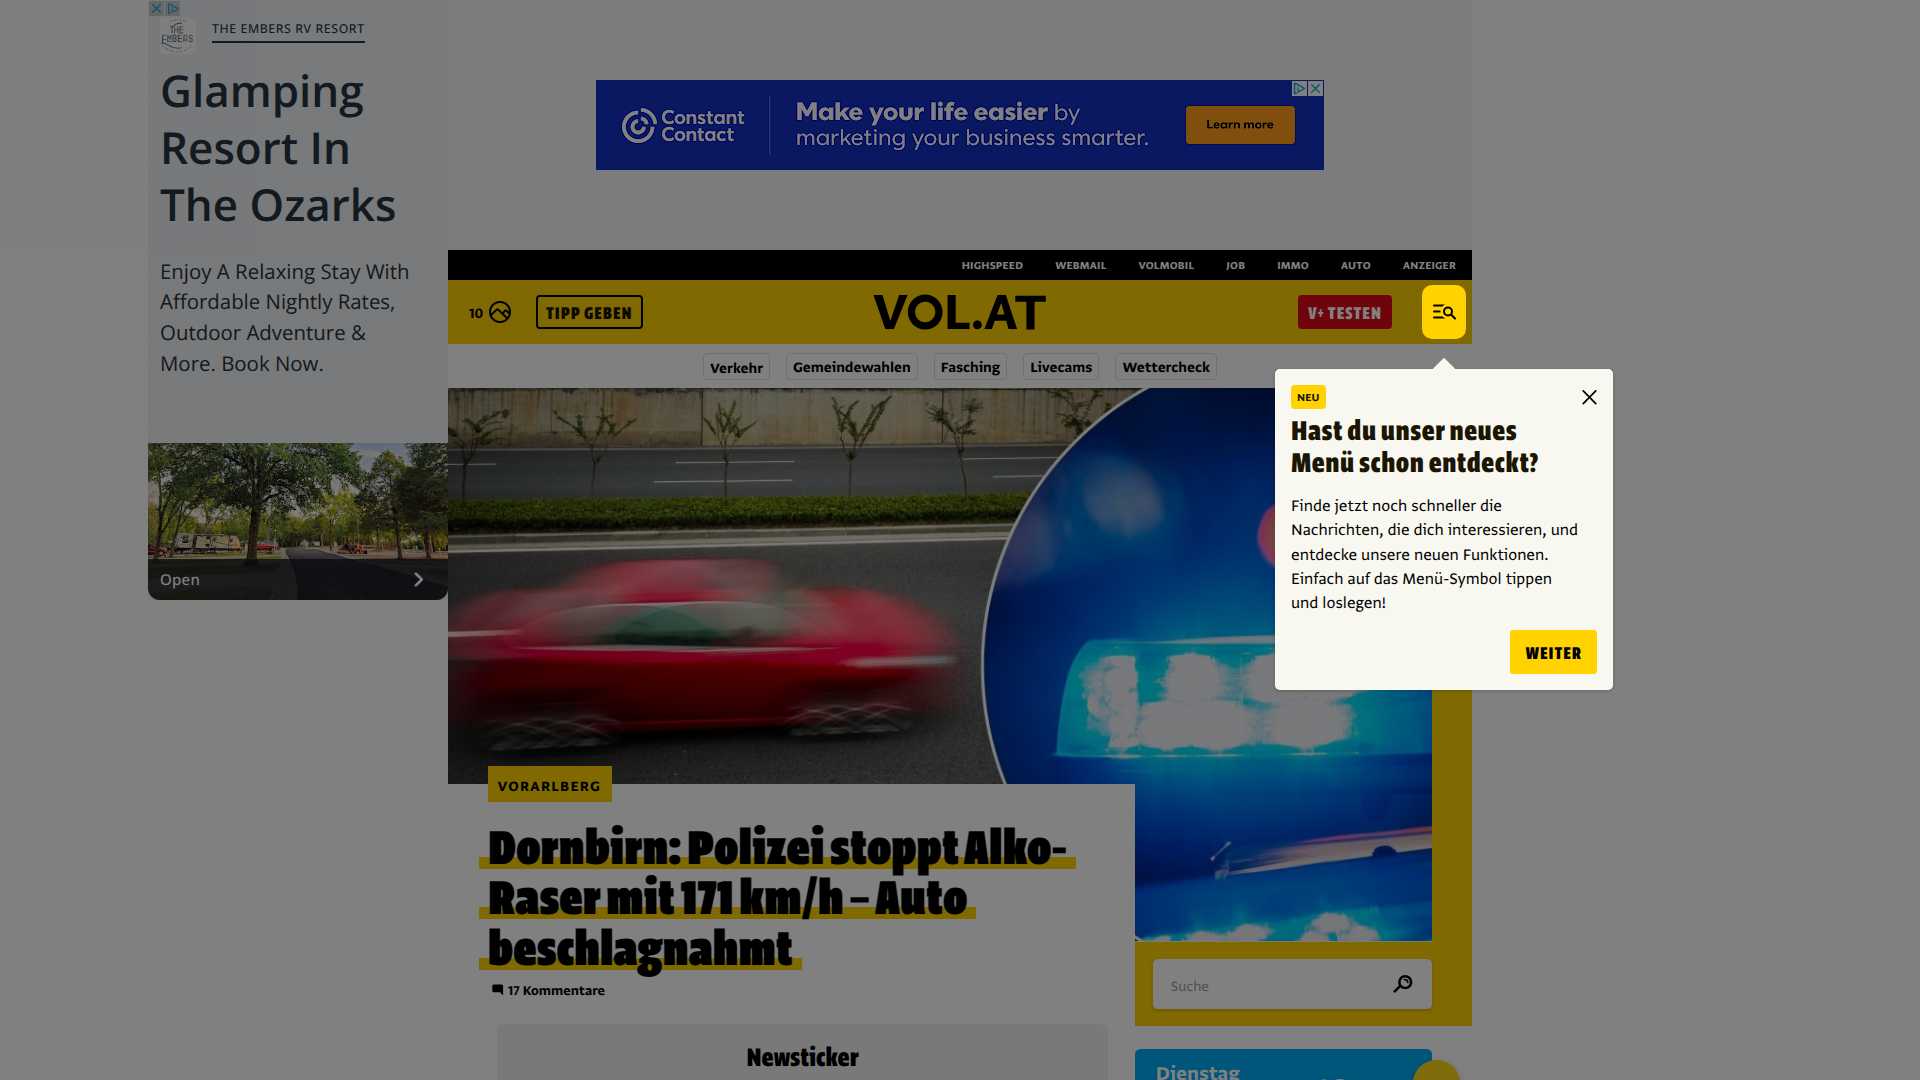 THE EMBERS
THE EMBERS RV RESORT
Glamping
Resort In
The Ozarks
Enjoy A Relaxing Stay With
Affordable Nightly Rates,
Outdoor Adventure &
More. Book Now.
Open
Constant
Contact
Make your life easier by
marketing your business smarter.
Learn more
HIGHSPEED WEBMAIL VOLMOBIL JOB IMMO AUTO ANZEIGER
10 TIPP GEBEN VOL.AT V+ TESTEN
Verkehr Gemeindewahlen Fasching Livecams Wettercheck
NEU
Hast du unser neues
Menü schon entdeckt?
Finde jetzt noch schneller die
Nachrichten, die dich interessieren, und
entdecke unsere neuen Funktionen.
Einfach auf das Menü-Symbol tippen
und loslegen!
WEITER
VORARLBERG
Dornbirn: Polizei stoppt Alko-
Raser mit 171 km/h – Auto
beschlagnahmt
17 Kommentare
Suche
Newsticker
Dienstag